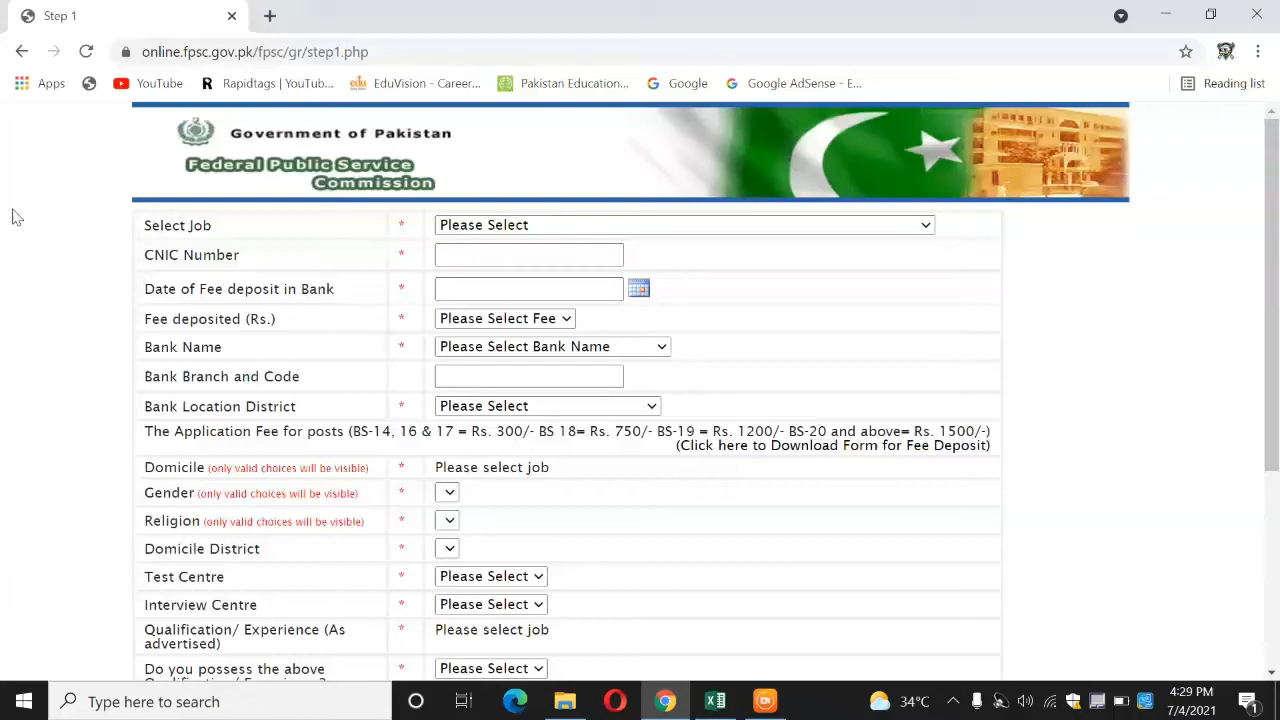 Step 1
online.fpsc.gov.pk/fpsc/gr/step1.php
Apps YouTube Rapidtags | YouTub... EduVision - Career... Pakistan Education... Google Google AdSense - E... Reading list
Government of Pakistan
Federal Public Service
Commission
Select Job * Please Select
CNIC Number *
Date of Fee deposit in Bank *
Fee deposited (Rs.) * Please Select Fee
Bank Name * Please Select Bank Name
Bank Branch and Code
Bank Location District * Please Select
The Application Fee for posts (BS-14, 16 & 17 = Rs. 300/- BS 18= Rs. 750/- BS-19 = Rs. 1200/- BS-20 and above= Rs. 1500/-)
(Click here to Download Form for Fee Deposit)
Domicile (only valid choices will be visible) * Please select job
Gender (only valid choices will be visible) *
Religion (only valid choices will be visible) *
Domicile District *
Test Centre * Please Select
Interview Centre * Please Select
Qualification/ Experience (As * Please select job
advertised)
Do you possess the above * Please Select
Type here to search 34°C 4:29 PM
7/4/2021 1